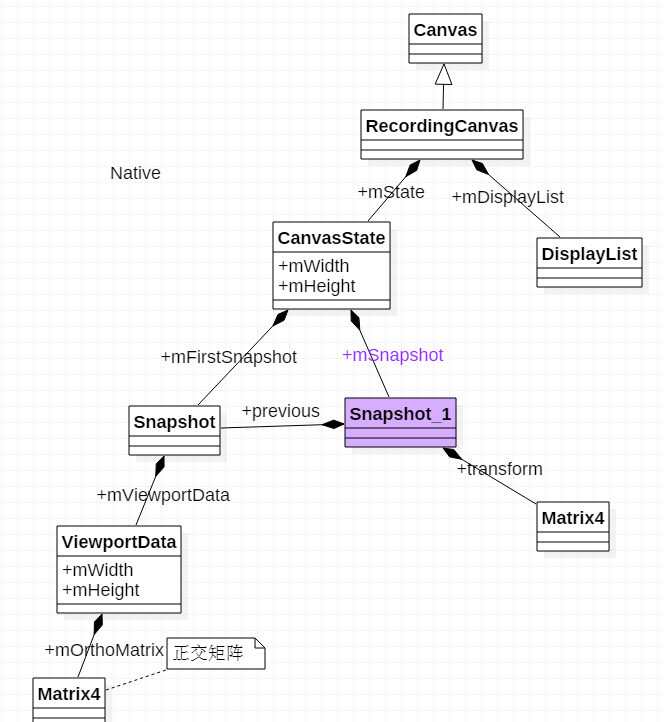 Canvas
RecordingCanvas
Native
+mState
+mDisplayList
CanvasState
+mWidth
+mHeight
DisplayList
+mFirstSnapshot
+mSnapshot
+previous
Snapshot
Snapshot_1
+transform
+mViewportData
Matrix4
ViewportData
+mWidth
+mHeight
+mOrthoMatrix
正交矩阵
Matrix4